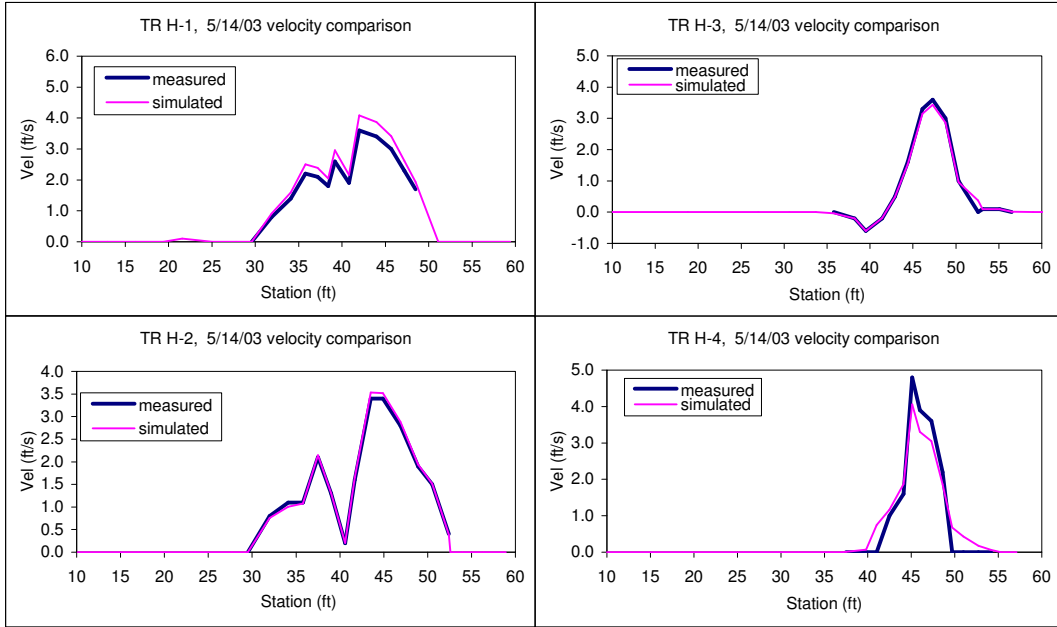 TR H-1, 5/14/03 velocity comparison
6.0
5.0
4.0
3.0
2.0
1.0
0.0
Vel (ft/s)
measured
simulated
10 15 20 25 30 35 40 45 50 55 60
Station (ft)
TR H-3, 5/14/03 velocity comparison
5.0
4.0
3.0
2.0
1.0
0.0
-1.0
Vel (ft/s)
measured
simulated
10 15 20 25 30 35 40 45 50 55 60
Station (ft)
TR H-2, 5/14/03 velocity comparison
4.0
3.5
3.0
2.5
2.0
1.5
1.0
0.5
0.0
Vel (ft/s)
measured
simulated
10 15 20 25 30 35 40 45 50 55 60
Station (ft)
TR H-4, 5/14/03 velocity comparison
5.0
4.0
3.0
2.0
1.0
0.0
Vel (ft/s)
measured
simulated
10 15 20 25 30 35 40 45 50 55 60
Station (ft)